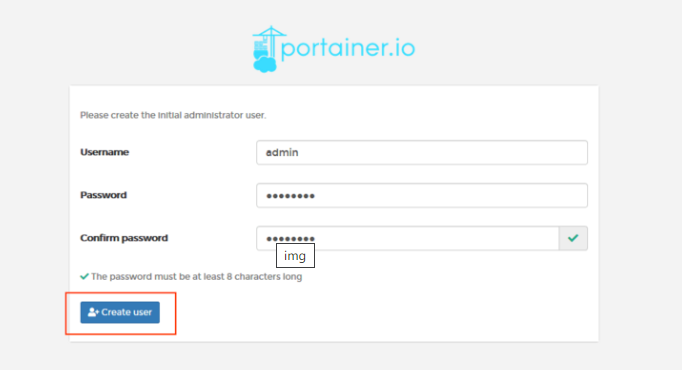 portainer.io
Please create the initial administrator user.
Username
admin
Password
●●●●●●●●
Confirm password
●●●●●●●●
img
The password must be at least 8 characters long
Create user